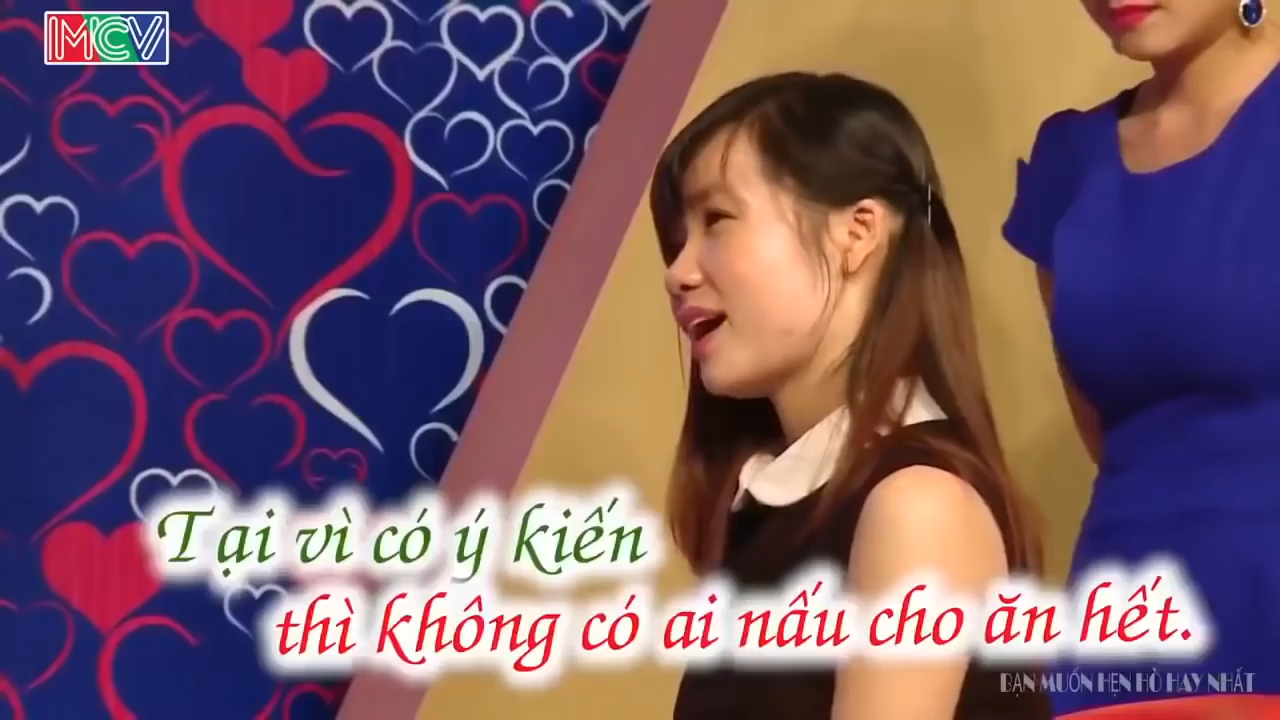 MCV
Tại vì có ý kiến
thì không có ai nấu cho ăn hết.
BẠN MUỐN HẸN HÒ HAY NHẤT